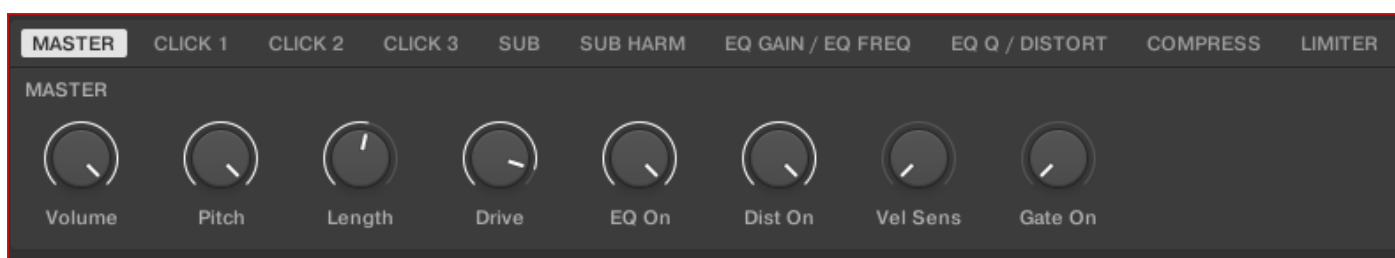 MASTER CLICK 1 CLICK 2 CLICK 3 SUB SUB HARM EQ GAIN / EQ FREQ EQ Q / DISTORT COMPRESS LIMITER
MASTER
Volume Pitch Length Drive EQ On Dist On Vel Sens Gate On